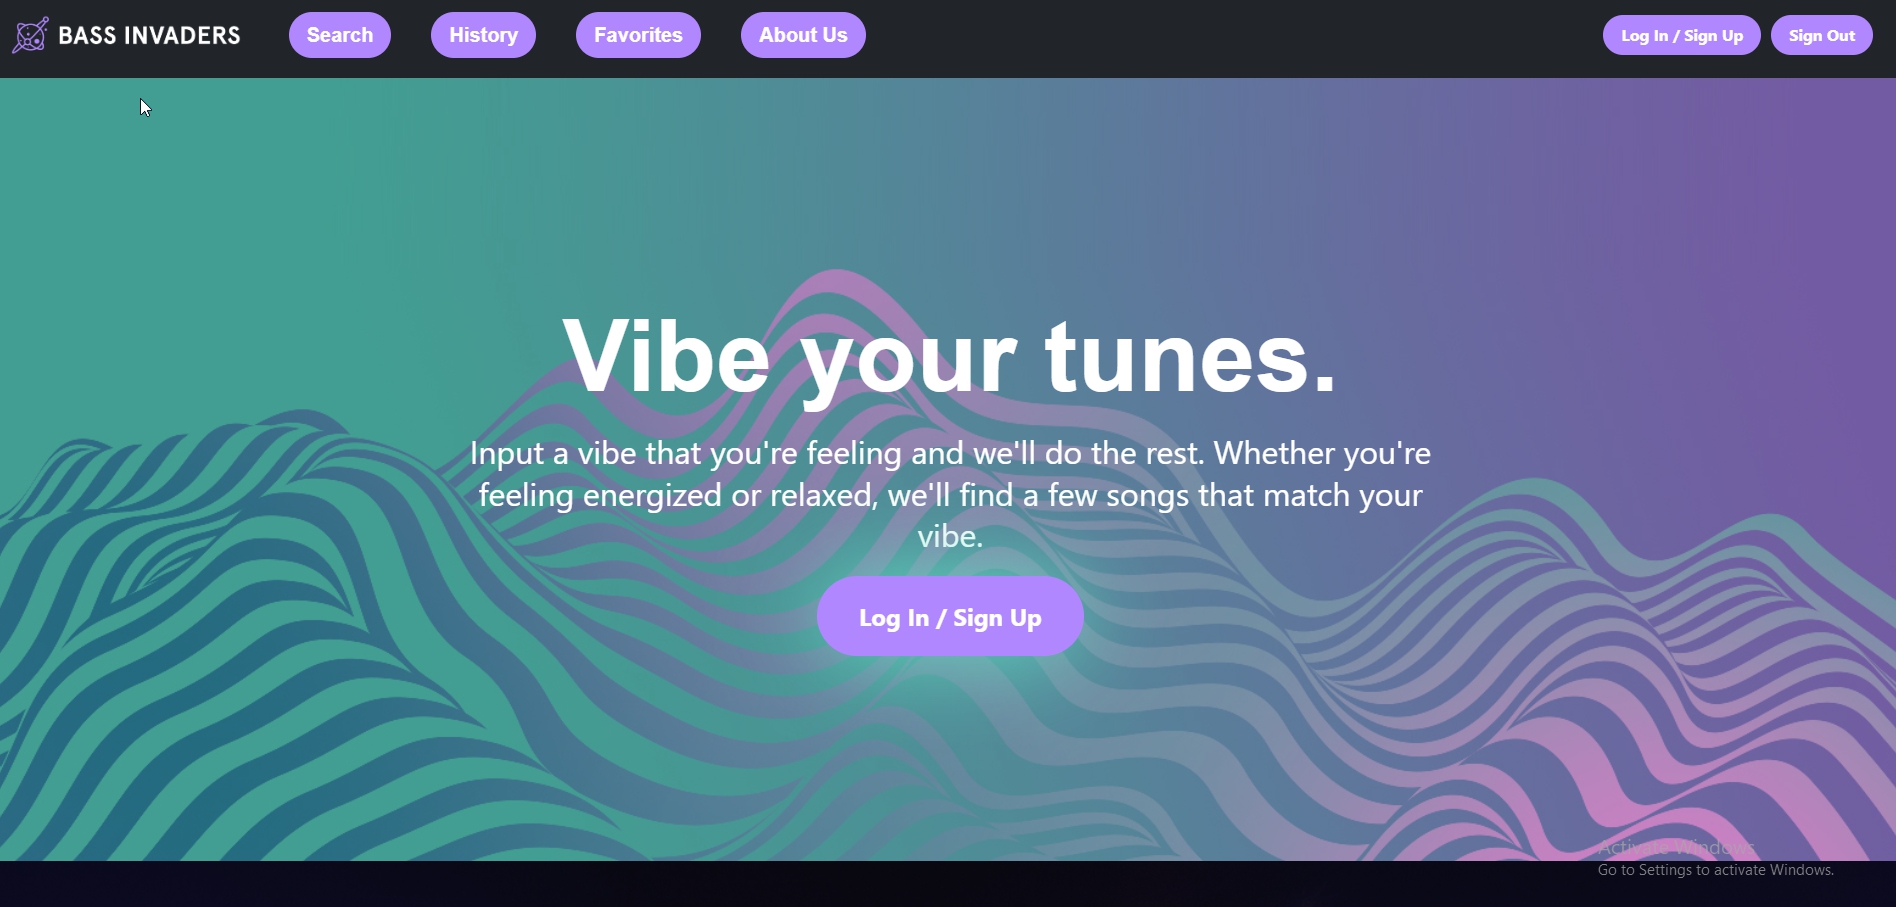 BASS INVADERS
Search
History
Favorites
About Us
Log In / Sign Up
Sign Out
Vibe your tunes.
Input a vibe that you're feeling and we'll do the rest. Whether you're
feeling energized or relaxed, we'll find a few songs that match your
vibe.
Log In / Sign Up
Activate Windows
Go to Settings to activate Windows.